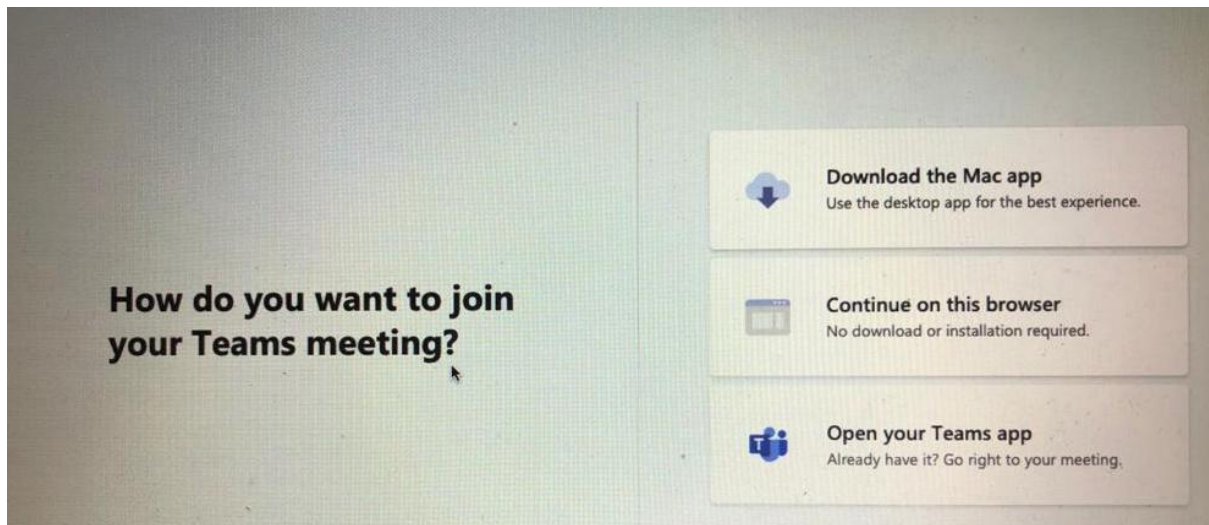 How do you want to join
your Teams meeting?
Download the Mac app
Use the desktop app for the best experience.
Continue on this browser
No download or installation required.
T
Open your Teams app
Already have it? Go right to your meeting.